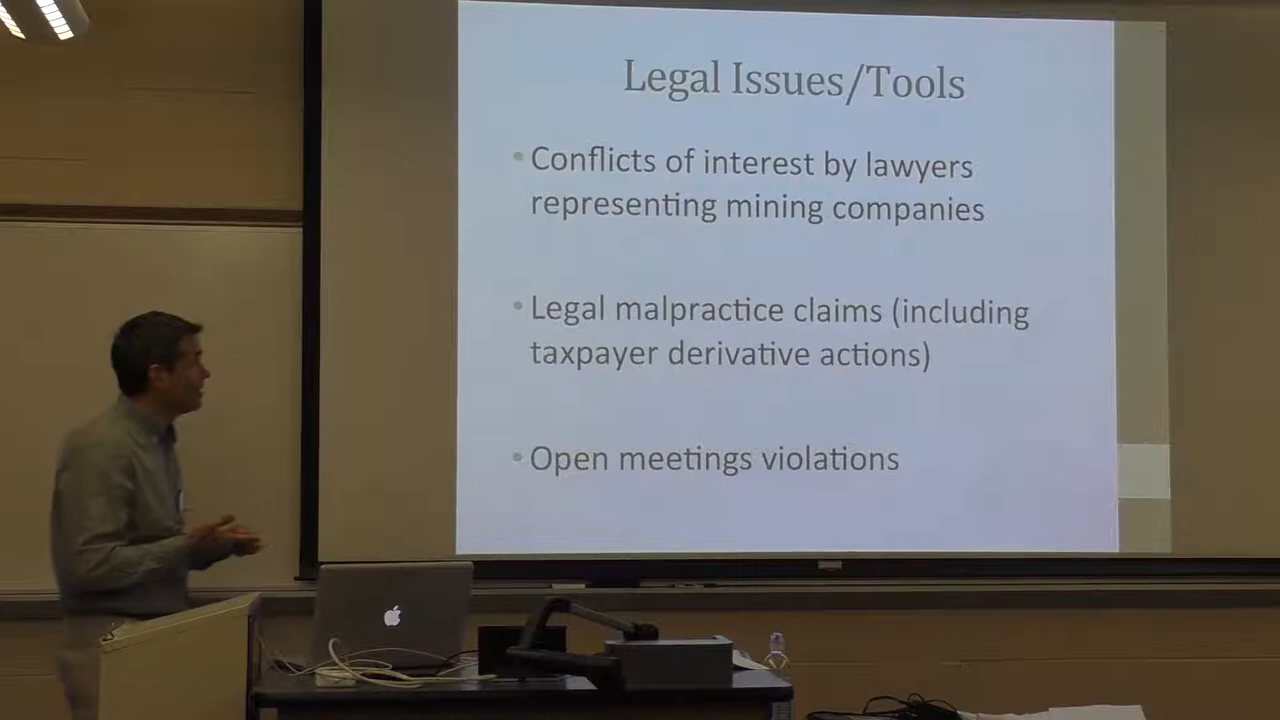 Legal Issues/Tools
• Conflicts of interest by lawyers
representing mining companies
• Legal malpractice claims (including
taxpayer derivative actions)
• Open meetings violations